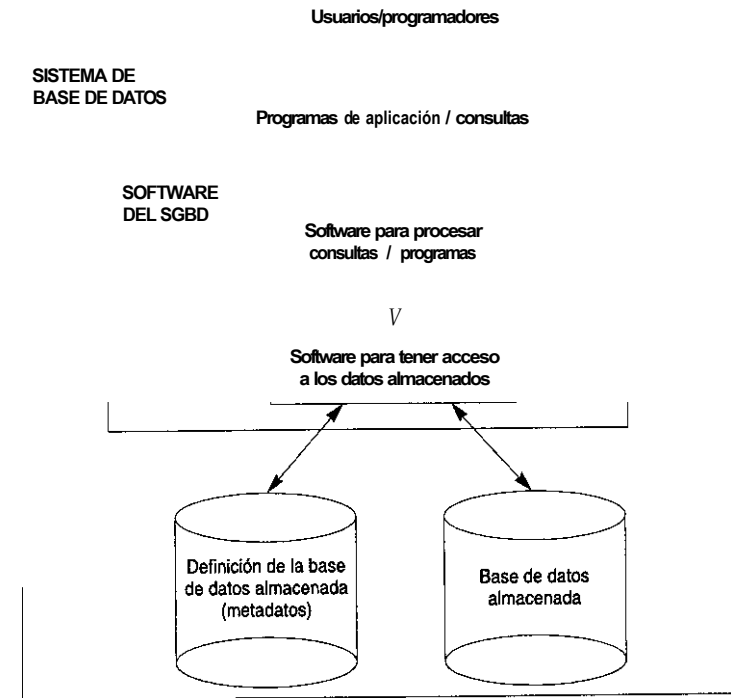 Usuarios/programadores
SISTEMA DE
BASE DE DATOS
Programas de aplicación / consultas
SOFTWARE
DEL SGBD
Software para procesar
consultas / programas
V
Software para tener acceso
a los datos almacenados
Definición de la base
de datos almacenada
(metadatos)
Base de datos
almacenada